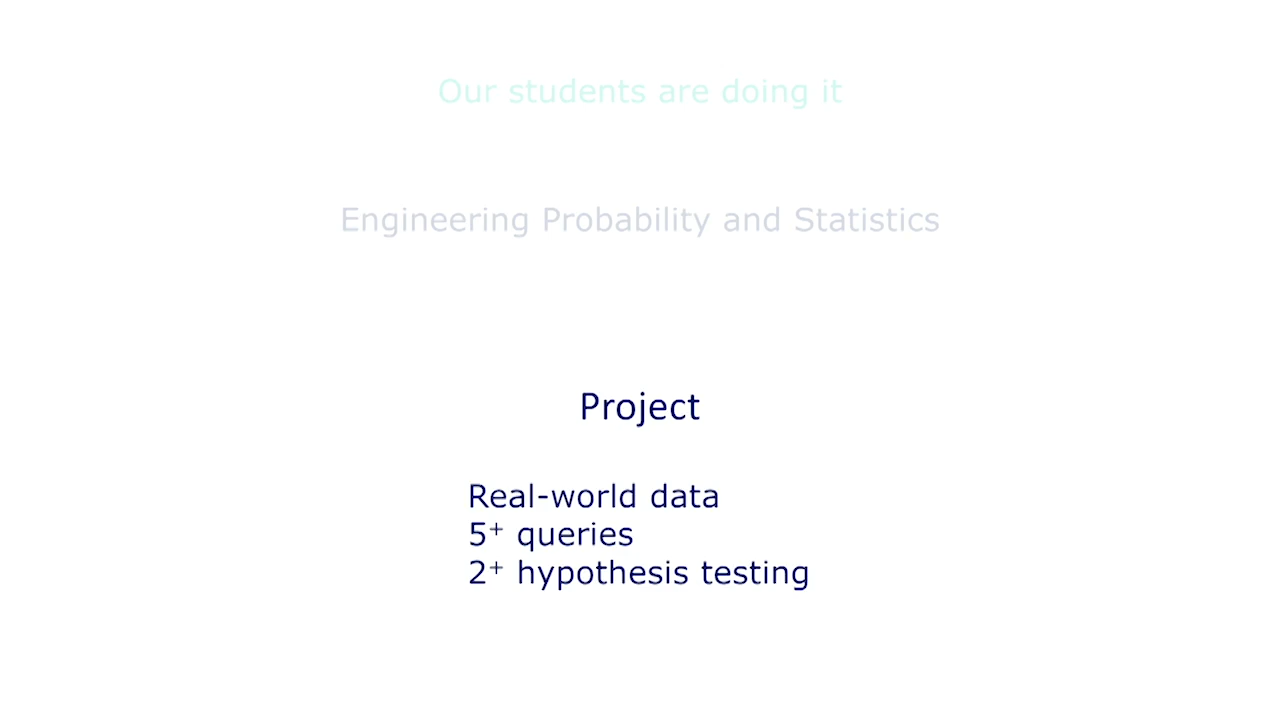 Our students are doing it
Engineering Probability and Statistics
Project
Real-world data
5⁺ queries
2⁺ hypothesis testing